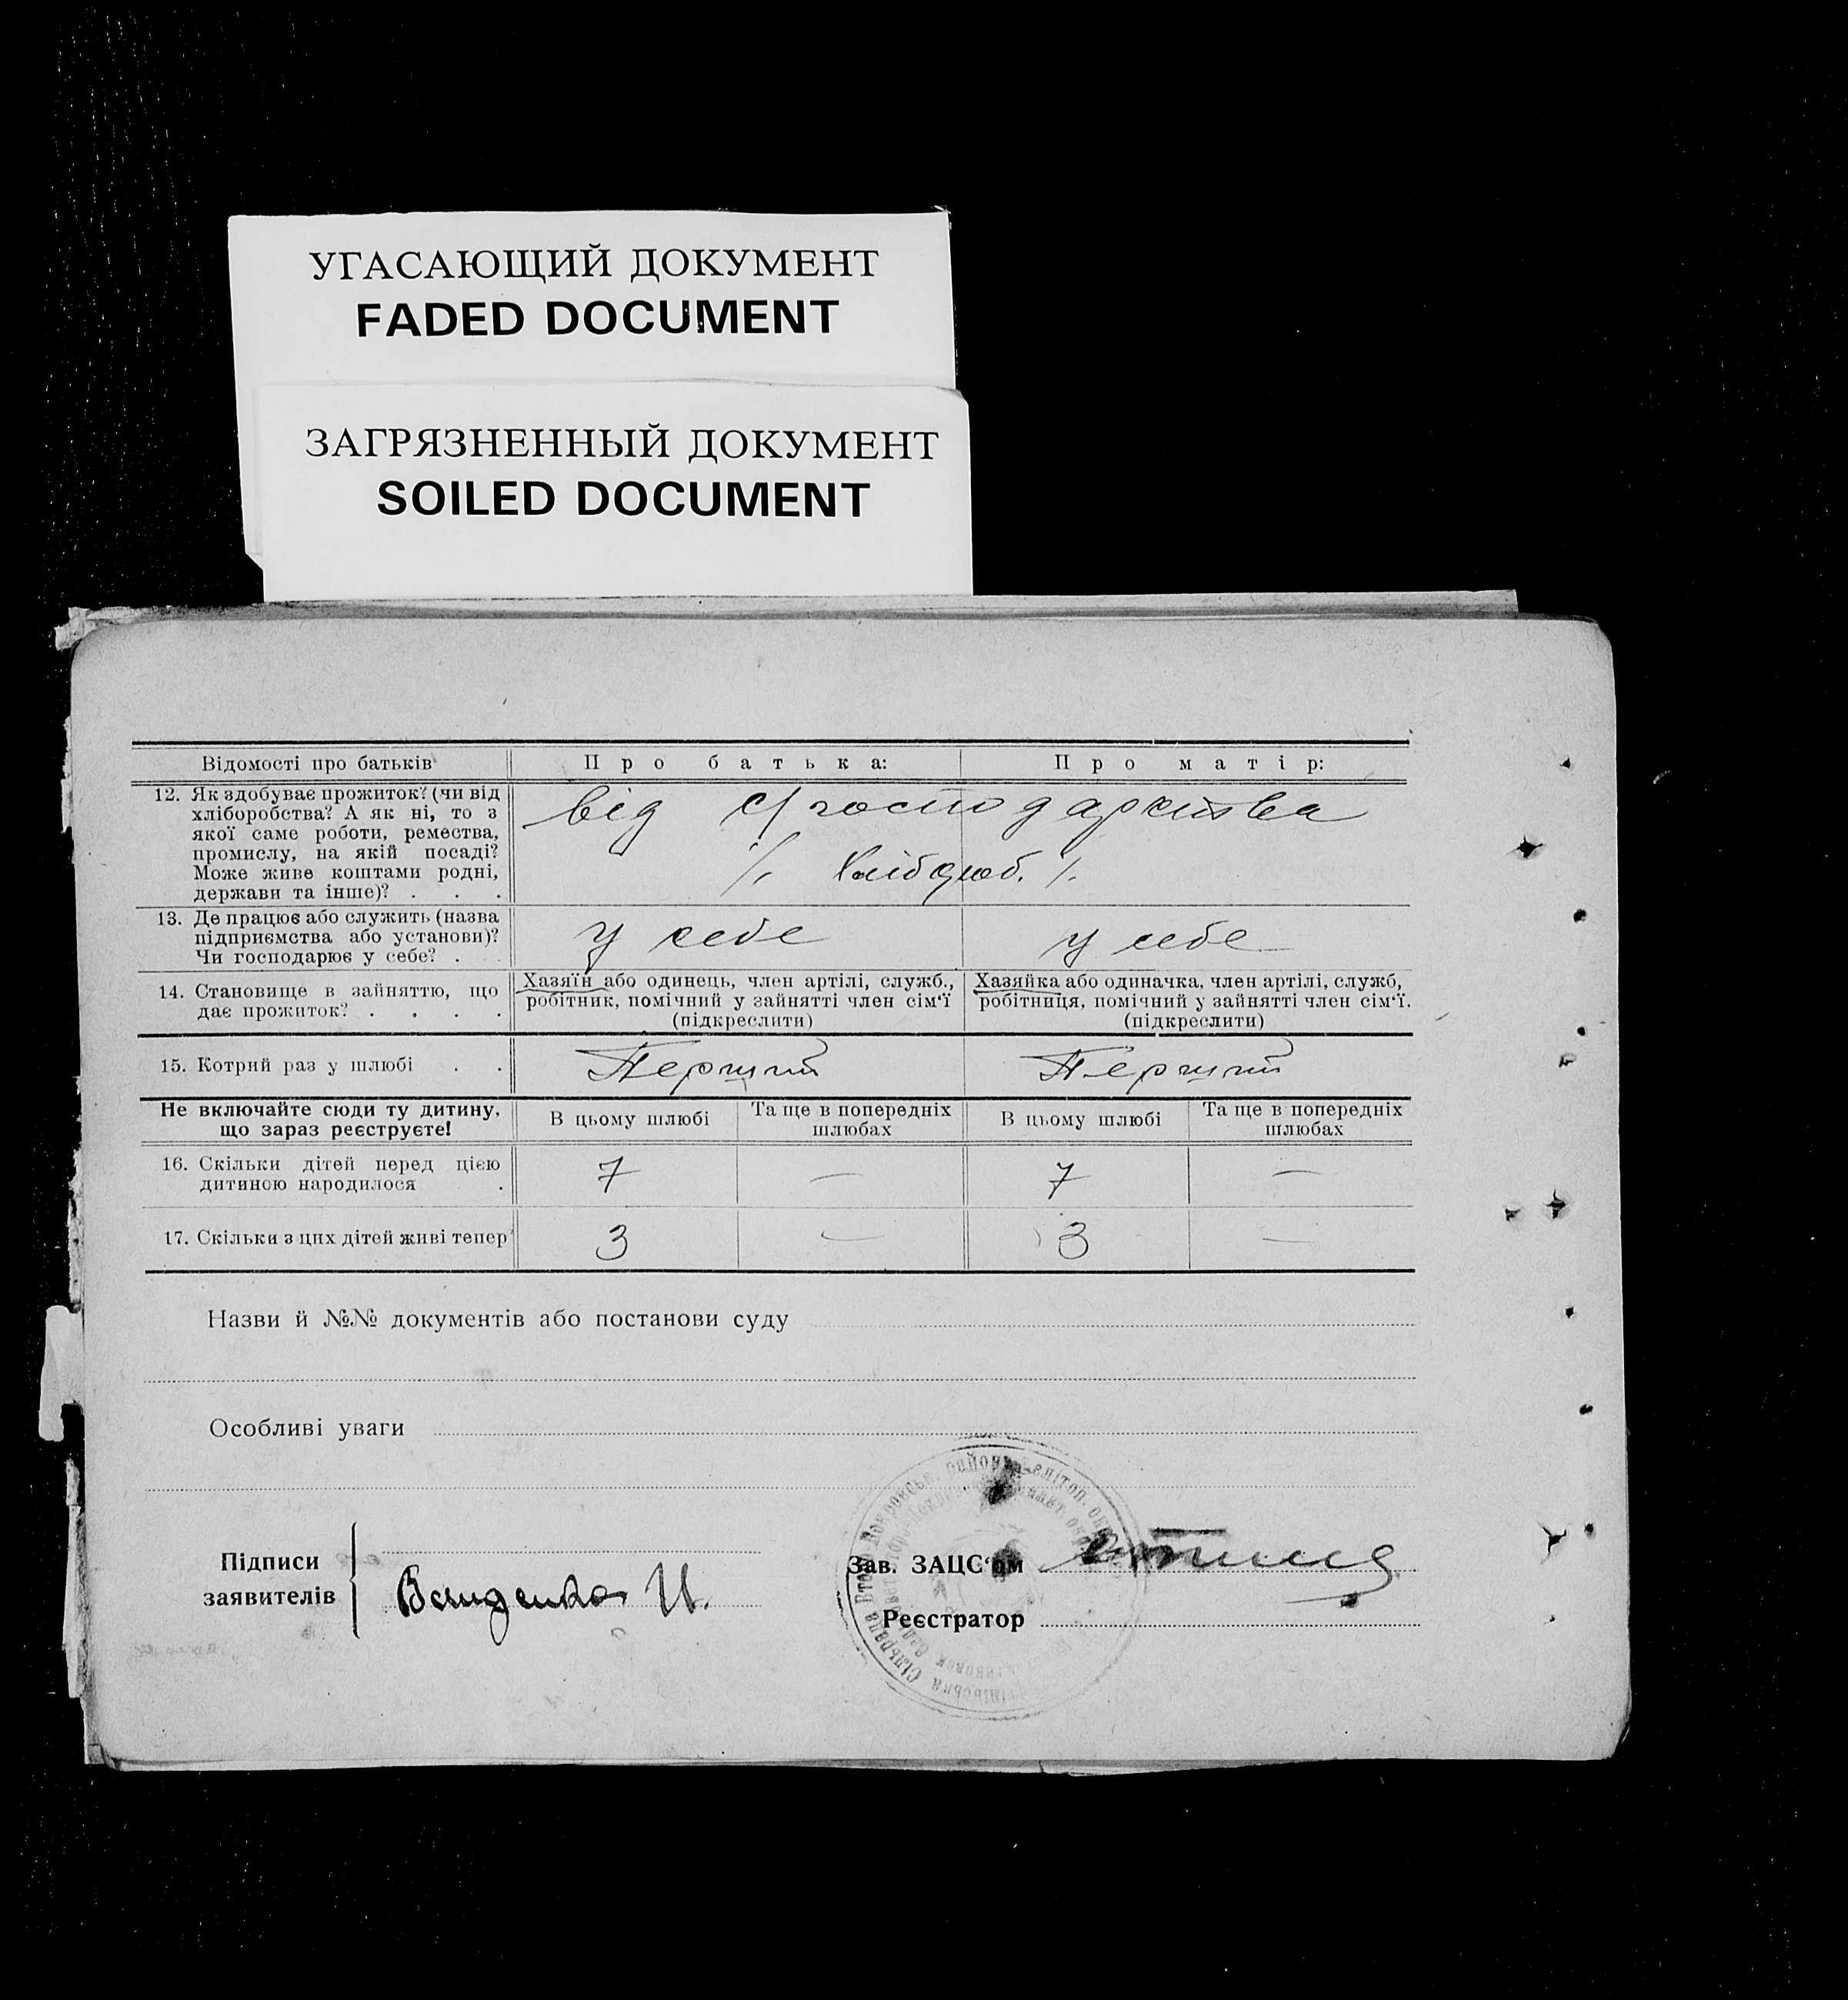 УГАСАЮЩИЙ ДОКУМЕНТ
FADED DOCUMENT
ЗАГРЯЗНЕННЫЙ ДОКУМЕНТ
SOILED DOCUMENT
Відомості про батьків
Про батька:
Про матір:
12. Як здобуває прожиток? (чи від
хліборобства? А як ні, то з
якої саме роботи, ремества,
промислу, на якій посаді?
Може живе коштами родні,
держави та інше)? . . .
від с/господарства
13. Де працює або служить (назва
підприємства або установи)?
Чи господарює у себе? .
у себе
у себе
14. Становище в зайняттю, що
дає прожиток? . . . .
Хазяїн або одинець, член артілі, служб.,
робітник, помічний у зайнятті член сім'ї
(підкреслити)
Хазяйка або одиначка, член артілі, служб,
робітниця, помічний у зайнятті член сім'ї.
(підкреслити)
15. Котрий раз у шлюбі . .
Перший
Перший
Не включайте сюди ту дитину,
що зараз реєструєте!
В цьому шлюбі
Та ще в попередніх
шлюбах
В цьому шлюбі
Та ще в попередніх
шлюбах
16. Скільки дітей перед цією
дитиною народилося .
7
—
7
—
17. Скільки з цих дітей живі тепер
3
—
3
—
Назви й №№ документів або постанови суду
Особливі уваги
Підписи
заявителів
И.
Зав. ЗАЦС'ом
Реєстратор